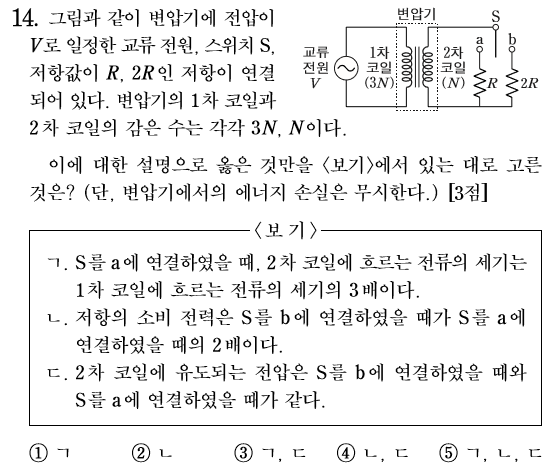 14. 그림과 같이 변압기에 전압이
V로 일정한 교류 전원, 스위치 S,
저항값이 R, 2R인 저항이 연결
되어 있다. 변압기의 1차 코일과
2차 코일의 감은 수는 각각 3N, N이다.
변압기
S
a b
교류
전원
V
1차
코일
(3N)
2차
코일
(N)
R
2R
이에 대한 설명으로 옳은 것만을 <보기>에서 있는 대로 고른
것은? (단, 변압기에서의 에너지 손실은 무시한다.) [3점]
<보 기>
ㄱ. S를 a에 연결하였을 때, 2차 코일에 흐르는 전류의 세기는
1차 코일에 흐르는 전류의 세기의 3배이다.
ㄴ. 저항의 소비 전력은 S를 b에 연결하였을 때가 S를 a에
연결하였을 때의 2배이다.
ㄷ. 2차 코일에 유도되는 전압은 S를 b에 연결하였을 때와
S를 a에 연결하였을 때가 같다.
① ㄱ ② ㄴ ③ ㄱ, ㄷ ④ ㄴ, ㄷ ⑤ ㄱ, ㄴ, ㄷ